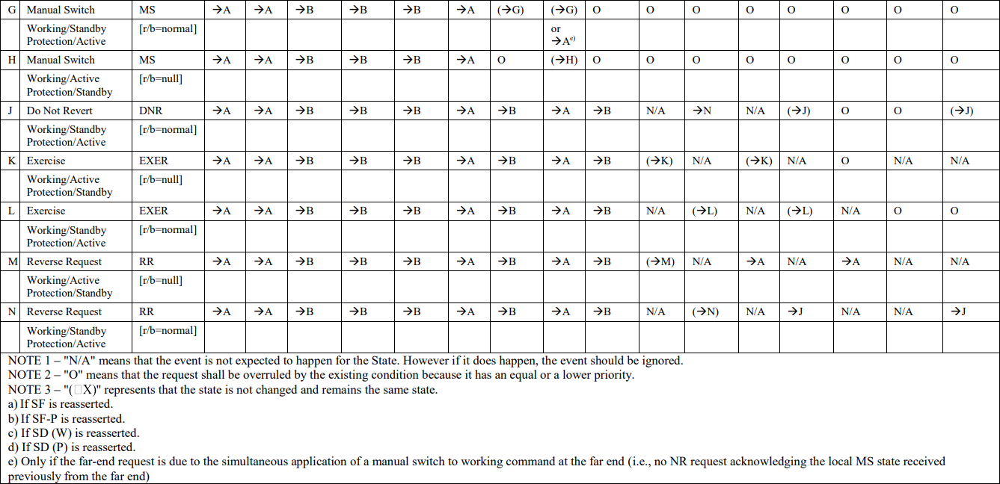 G Manual Switch MS →A →A →B →B →B →A (→G) (→G) O O O O O O O O
Working/Standby [r/b=normal] or
Protection/Active →A e)
H Manual Switch MS →A →A →B →B →B →A O (→H) O O O O O O O O
Working/Active [r/b=null]
Protection/Standby
J Do Not Revert DNR →A →A →B →B →B →A →B →A →B N/A →N N/A (→J) O O (→J)
Working/Standby [r/b=normal]
Protection/Active
K Exercise EXER →A →A →B →B →B →A →B →A →B (→K) N/A (→K) N/A O N/A N/A
Working/Active [r/b=null]
Protection/Standby
L Exercise EXER →A →A →B →B →B →A →B →A →B N/A (→L) N/A (→L) N/A O O
Working/Standby [r/b=normal]
Protection/Active
M Reverse Request RR →A →A →B →B →B →A →B →A →B (→M) N/A →A N/A →A N/A N/A
Working/Active [r/b=null]
Protection/Standby
N Reverse Request RR →A →A →B →B →B →A →B →A →B N/A (→N) N/A →J N/A N/A →J
Working/Standby [r/b=normal]
Protection/Active
NOTE 1 – "N/A" means that the event is not expected to happen for the State. However if it does happen, the event should be ignored.
NOTE 2 – "O" means that the request shall be overruled by the existing condition because it has an equal or a lower priority.
NOTE 3 – "(□X)" represents that the state is not changed and remains the same state.
a) If SF is reasserted.
b) If SF-P is reasserted.
c) If SD (W) is reasserted.
d) If SD (P) is reasserted.
e) Only if the far-end request is due to the simultaneous application of a manual switch to working command at the far end (i.e., no NR request acknowledging the local MS state received
previously from the far end)